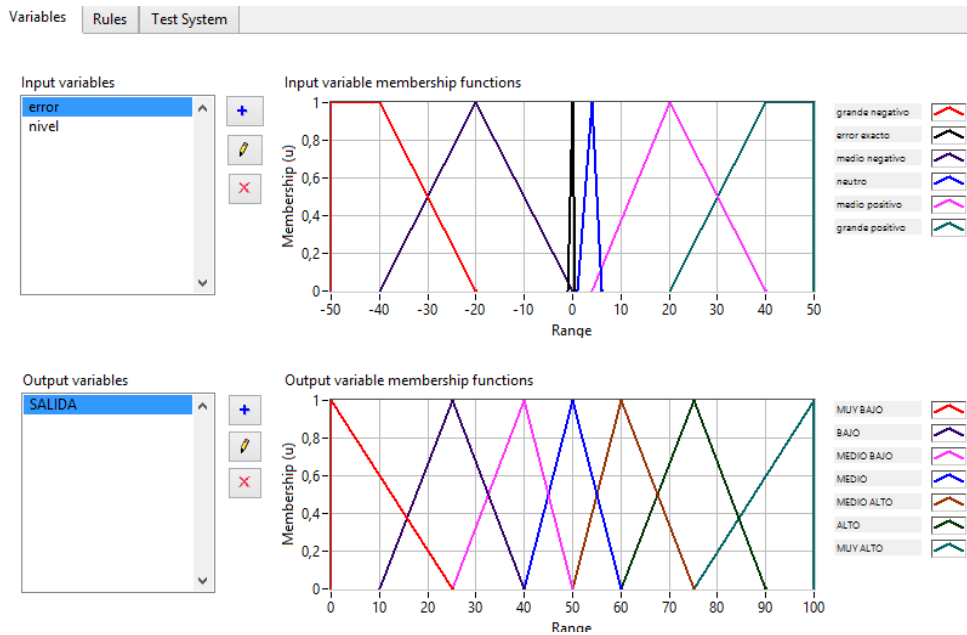 Variables Rules Test System
Input variables
error
nivel
Input variable membership functions
Membership (u)
1
0,8
0,6
0,4
0,2
0
-50 -40 -30 -20 -10 0 10 20 30 40 50
Range
grande negativo
error exacto
medio negativo
neutro
medio positivo
grande positivo
Output variables
SALIDA
Output variable membership functions
Membership (u)
1
0,8
0,6
0,4
0,2
0
0 10 20 30 40 50 60 70 80 90 100
Range
MUY BAJO
BAJO
MEDIO BAJO
MEDIO
MEDIO ALTO
ALTO
MUY ALTO